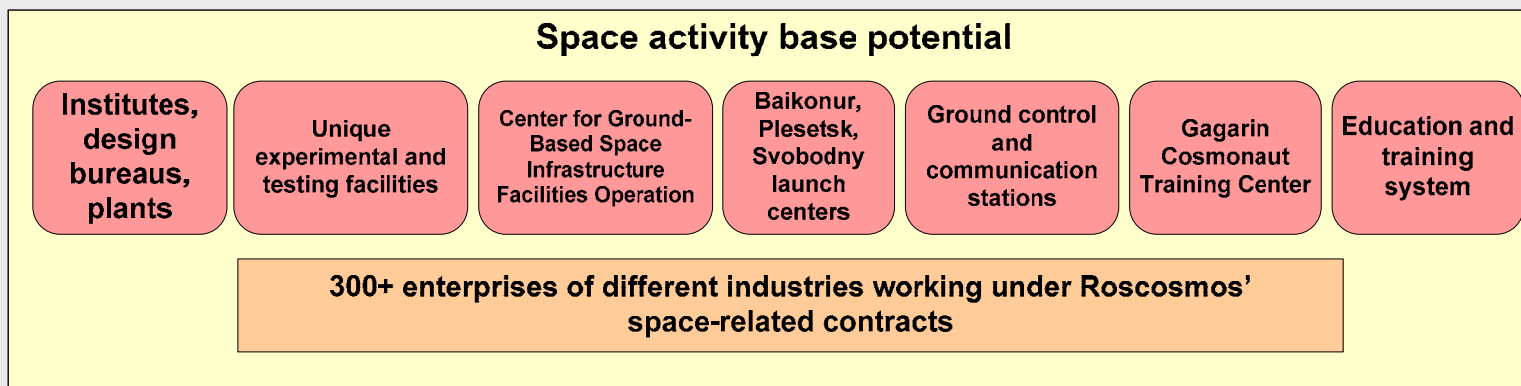 Space activity base potential
Institutes,
design
bureaus,
plants
Unique
experimental and
testing facilities
Center for Ground-
Based Space
Infrastructure
Facilities Operation
Baikonur,
Plesetsk,
Svobodny
launch
centers
Ground control
and
communication
stations
Gagarin
Cosmonaut
Training Center
Education and
training
system
300+ enterprises of different industries working under Roscosmos’
space-related contracts